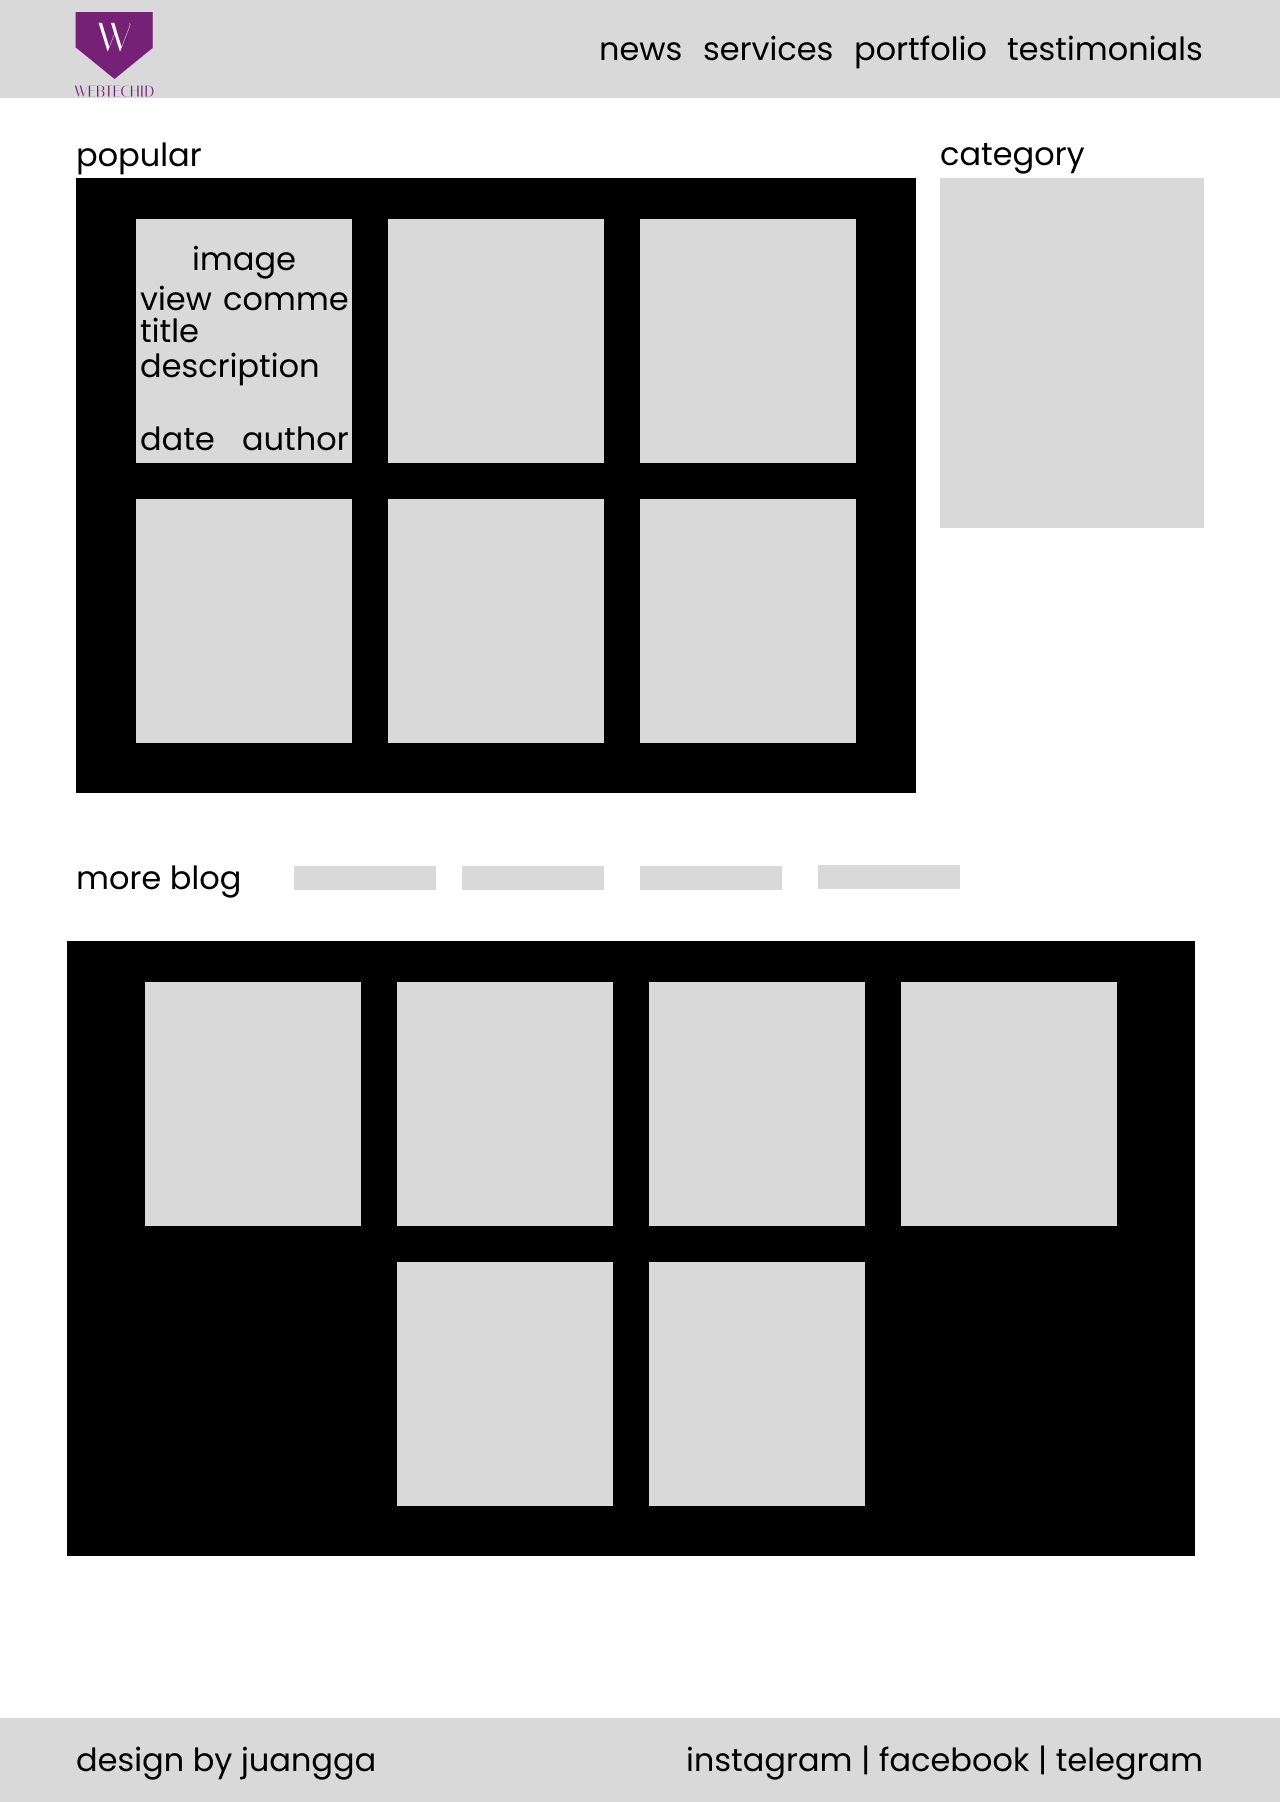 W
WEBTECHID
news services portfolio testimonials
popular
category
image
view comme
title
description
date author
more blog
design by juangga
instagram | facebook | telegram